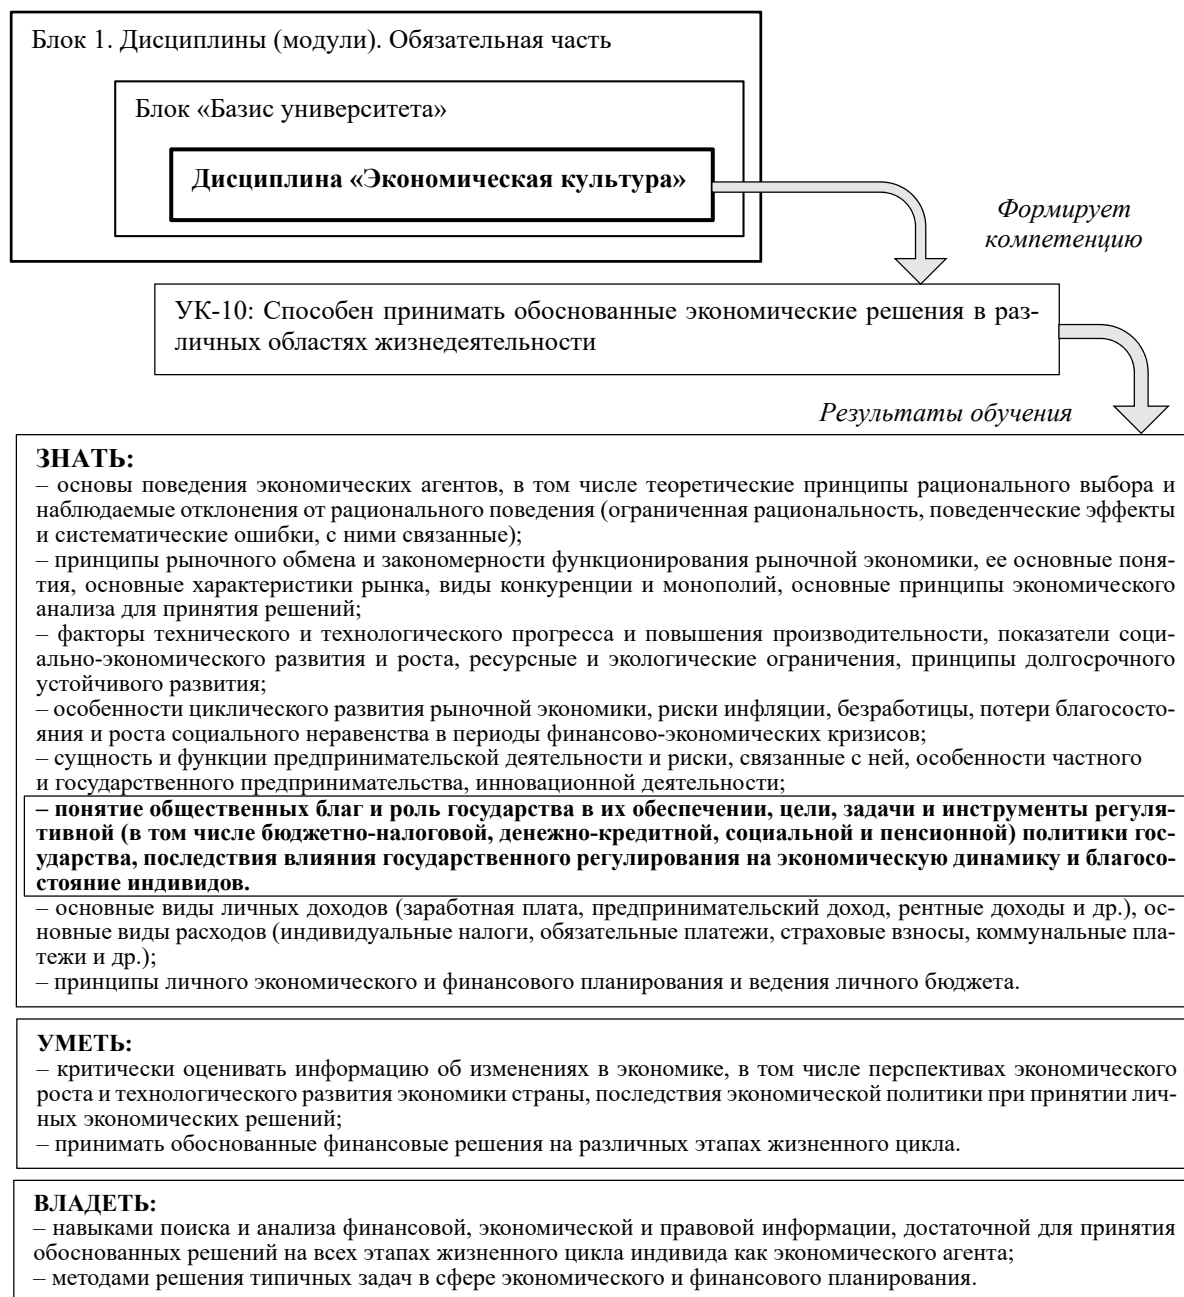 Блок 1. Дисциплины (модули). Обязательная часть
Блок «Базис университета»
Дисциплина «Экономическая культура»
Формирует
компетенцию
УК-10: Способен принимать обоснованные экономические решения в раз-
личных областях жизнедеятельности
Результаты обучения
ЗНАТЬ:
– основы поведения экономических агентов, в том числе теоретические принципы рационального выбора и
наблюдаемые отклонения от рационального поведения (ограниченная рациональность, поведенческие эффекты
и систематические ошибки, с ними связанные);
– принципы рыночного обмена и закономерности функционирования рыночной экономики, ее основные поня-
тия, основные характеристики рынка, виды конкуренции и монополий, основные принципы экономического
анализа для принятия решений;
– факторы технического и технологического прогресса и повышения производительности, показатели соци-
ально-экономического развития и роста, ресурсные и экологические ограничения, принципы долгосрочного
устойчивого развития;
– особенности циклического развития рыночной экономики, риски инфляции, безработицы, потери благососто-
яния и роста социального неравенства в периоды финансово-экономических кризисов;
– сущность и функции предпринимательской деятельности и риски, связанные с ней, особенности частного
и государственного предпринимательства, инновационной деятельности;
– понятие общественных благ и роль государства в их обеспечении, цели, задачи и инструменты регуля-
тивной (в том числе бюджетно-налоговой, денежно-кредитной, социальной и пенсионной) политики гос-
ударства, последствия влияния государственного регулирования на экономическую динамику и благосо-
стояние индивидов.
– основные виды личных доходов (заработная плата, предпринимательский доход, рентные доходы и др.), ос-
новные виды расходов (индивидуальные налоги, обязательные платежи, страховые взносы, коммунальные пла-
тежи и др.);
– принципы личного экономического и финансового планирования и ведения личного бюджета.
УМЕТЬ:
– критически оценивать информацию об изменениях в экономике, в том числе перспективах экономического
роста и технологического развития экономики страны, последствия экономической политики при принятии лич-
ных экономических решений;
– принимать обоснованные финансовые решения на различных этапах жизненного цикла.
ВЛАДЕТЬ:
– навыками поиска и анализа финансовой, экономической и правовой информации, достаточной для принятия
обоснованных решений на всех этапах жизненного цикла индивида как экономического агента;
– методами решения типичных задач в сфере экономического и финансового планирования.